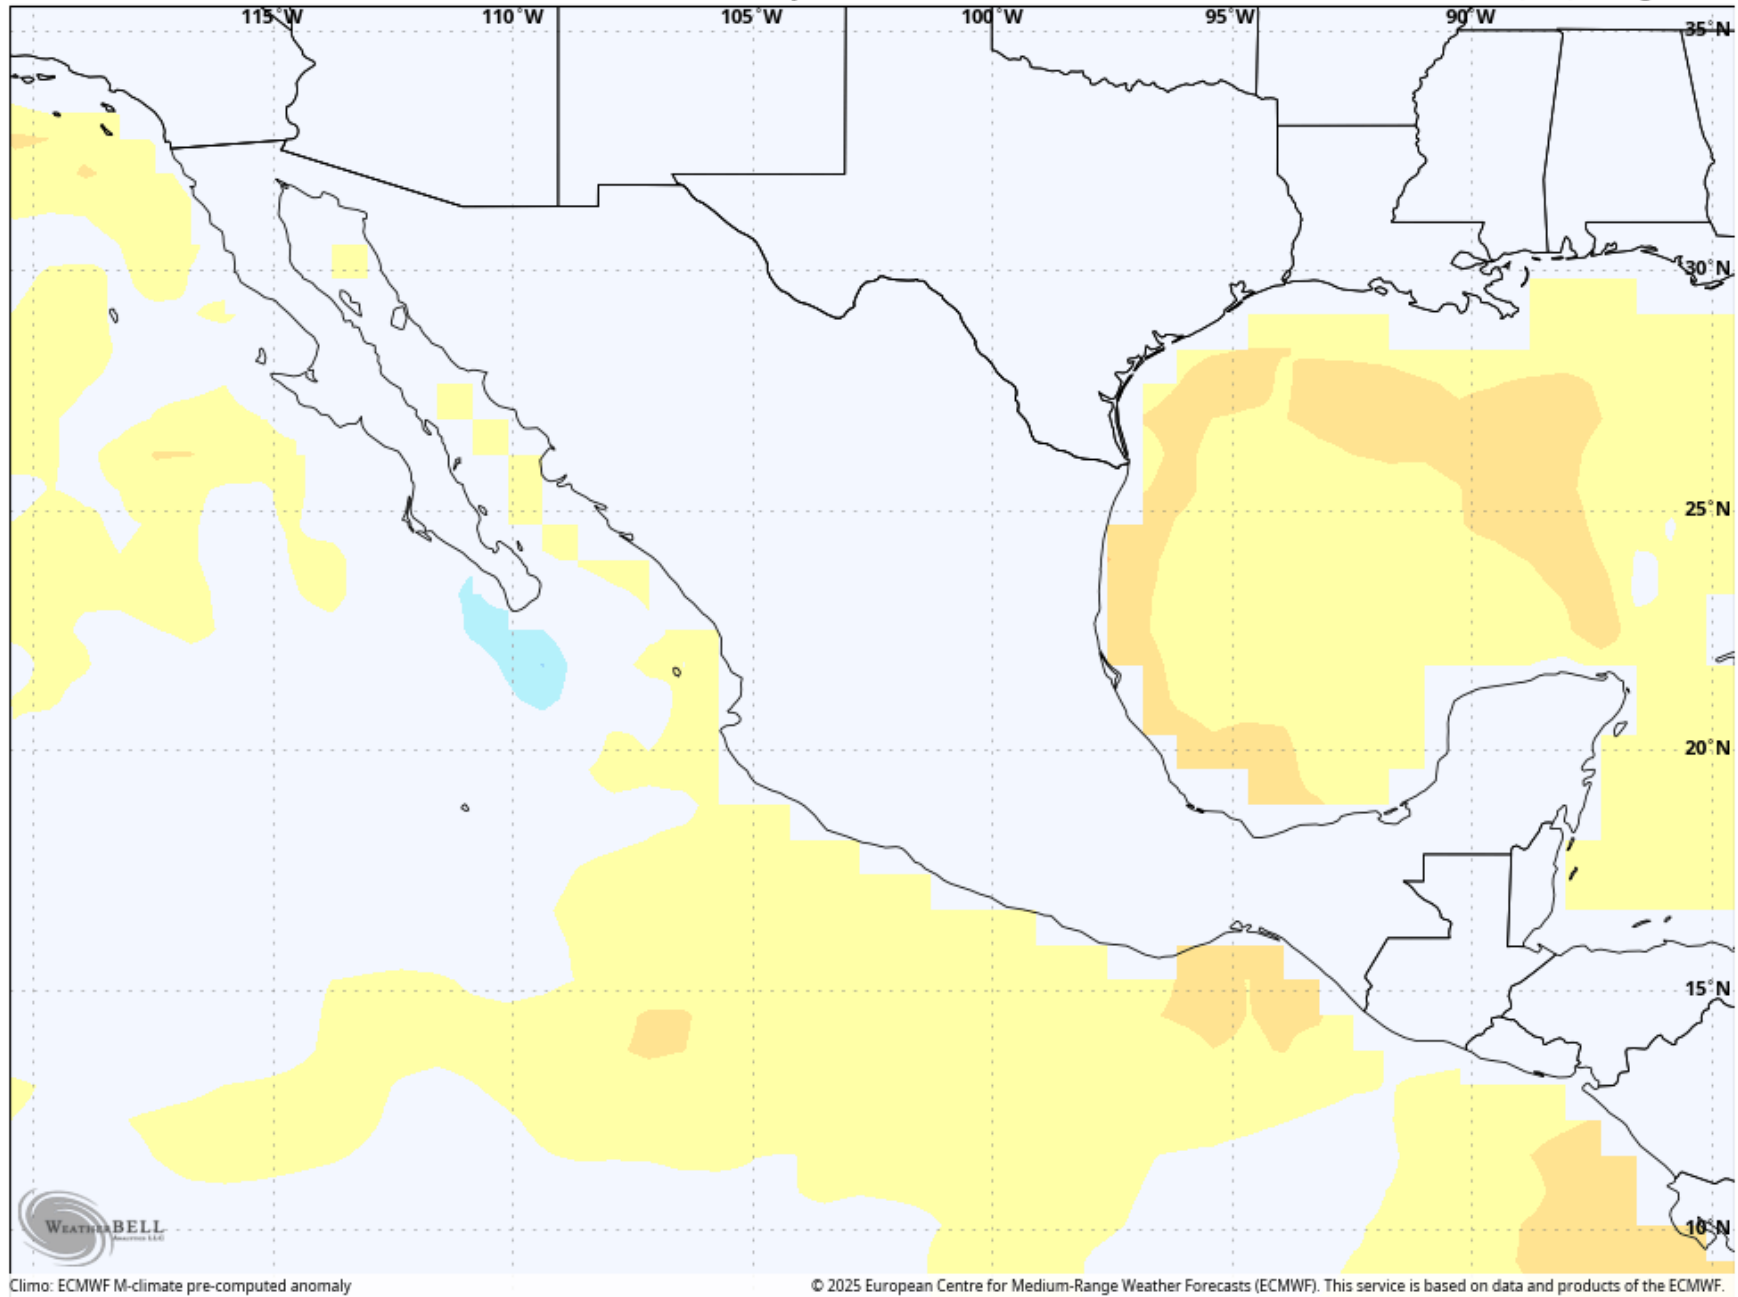 115°W 110°W 105°W 100°W 95°W 90°W
35°N
30°N
25°N
20°N
15°N
10°N
WEATHERBELL
ANALYTICS LLC
Climo: ECMWF M-climate pre-computed anomaly
© 2025 European Centre for Medium-Range Weather Forecasts (ECMWF). This service is based on data and products of the ECMWF.